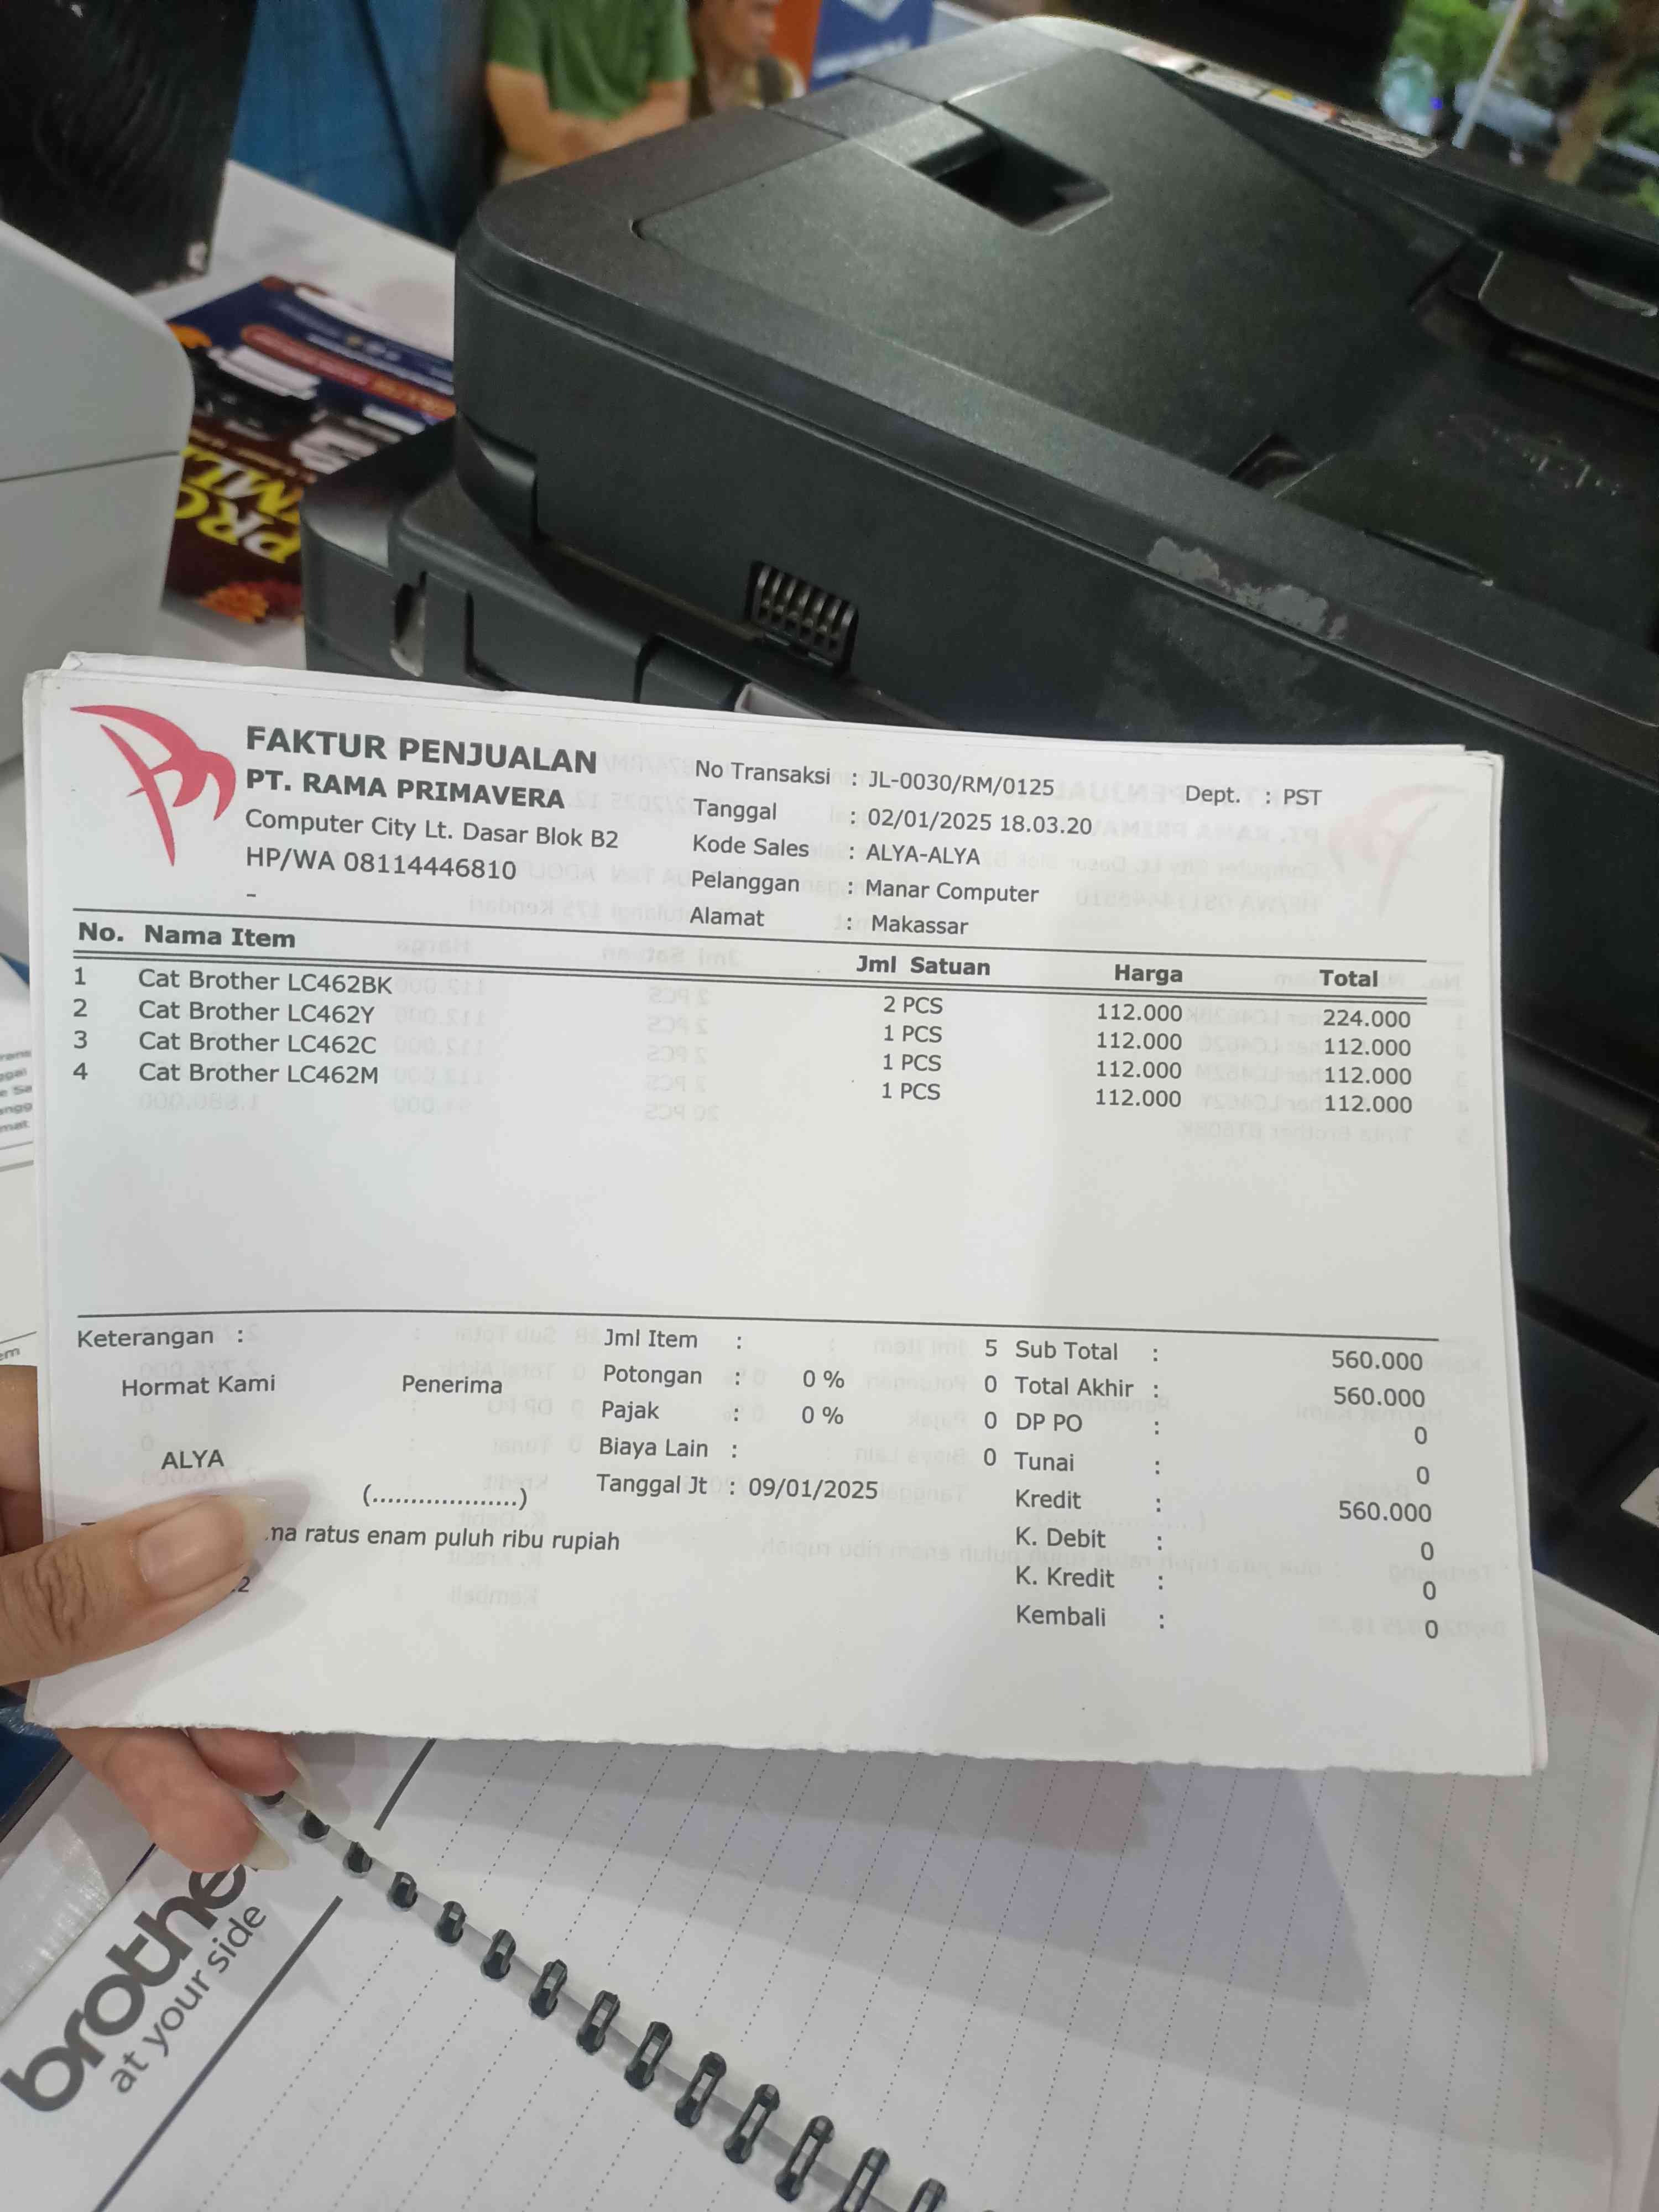 FAKTUR PENJUALAN
PT. RAMA PRIMAVERA
Computer City Lt. Dasar Blok B2
HP/WA 08114446810
-
No Transaksi : JL-0030/RM/0125 Dept. : PST
Tanggal : 02/01/2025 18.03.20
Kode Sales : ALYA-ALYA
Pelanggan : Manar Computer
Alamat : Makassar
No. Nama Item Jml Satuan Harga Total
1 Cat Brother LC462BK 2 PCS 112.000 224.000
2 Cat Brother LC462Y 1 PCS 112.000 112.000
3 Cat Brother LC462C 1 PCS 112.000 112.000
4 Cat Brother LC462M 1 PCS 112.000 112.000
Keterangan :
Hormat Kami Penerima
ALYA
(...................)
Jml Item : 5
Potongan : 0 % 0
Pajak : 0 % 0
Biaya Lain : 0
Tanggal Jt : 09/01/2025
Sub Total : 560.000
Total Akhir : 560.000
DP PO : 0
Tunai : 0
Kredit : 560.000
K. Debit : 0
K. Kredit : 0
Kembali : 0
ratus enam puluh ribu rupiah
brother
at your side